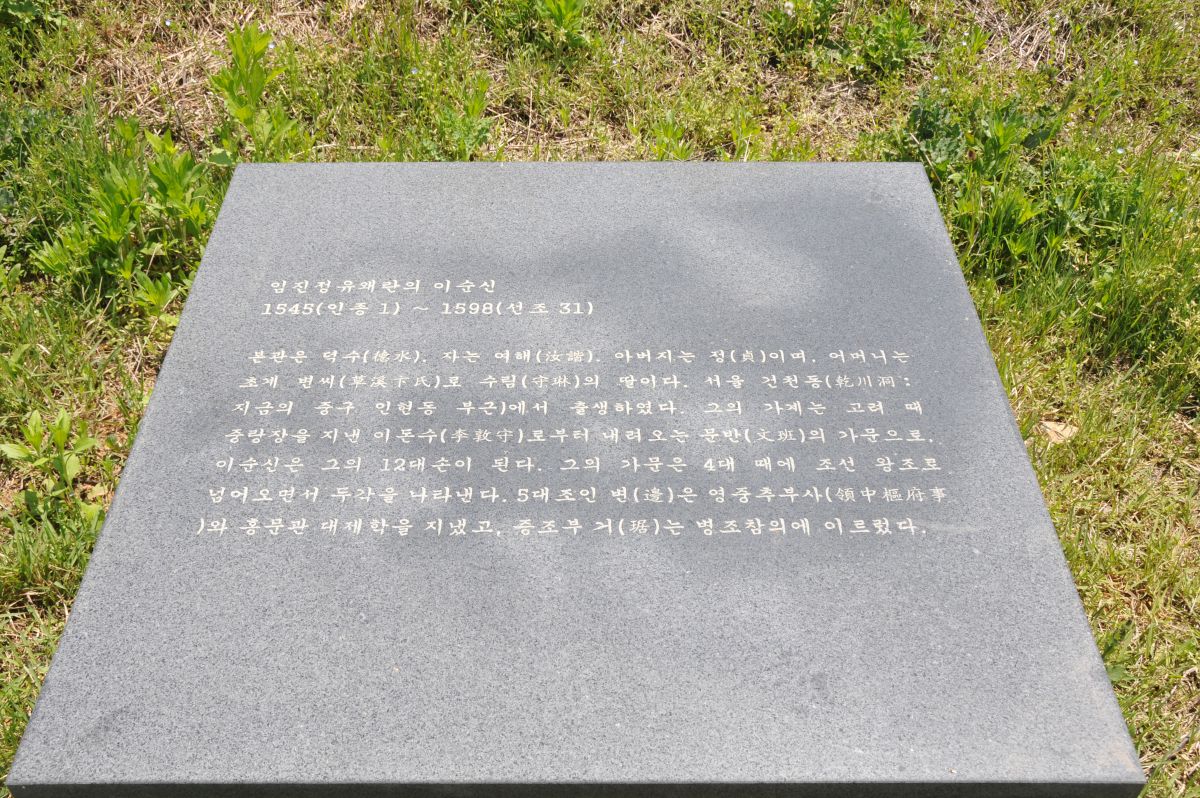 임진정유왜란의 이순신
1545(인종 1) ~ 1598(선조 31)
본관은 덕수(德水). 자는 여해(汝諧). 아버지는 정(貞)이며, 어머니는
초계 변씨(草溪卞氏)로 수림(守琳)의 딸이다. 서울 건천동(乾川洞 :
지금의 중구 인현동 부근)에서 출생하였다. 그의 가계는 고려 때
중랑장을 지낸 이돈수(李敦守)로부터 내려오는 문반(文班)의 가문으로,
이순신은 그의 12대손이 된다. 그의 가문은 4대 때에 조선 왕조로
넘어오면서 두각을 나타낸다. 5대조인 변(邊)은 영중추부사(領中樞府事
)와 홍문관 대제학을 지냈고, 증조부 거(琚)는 병조참의에 이르렀다.